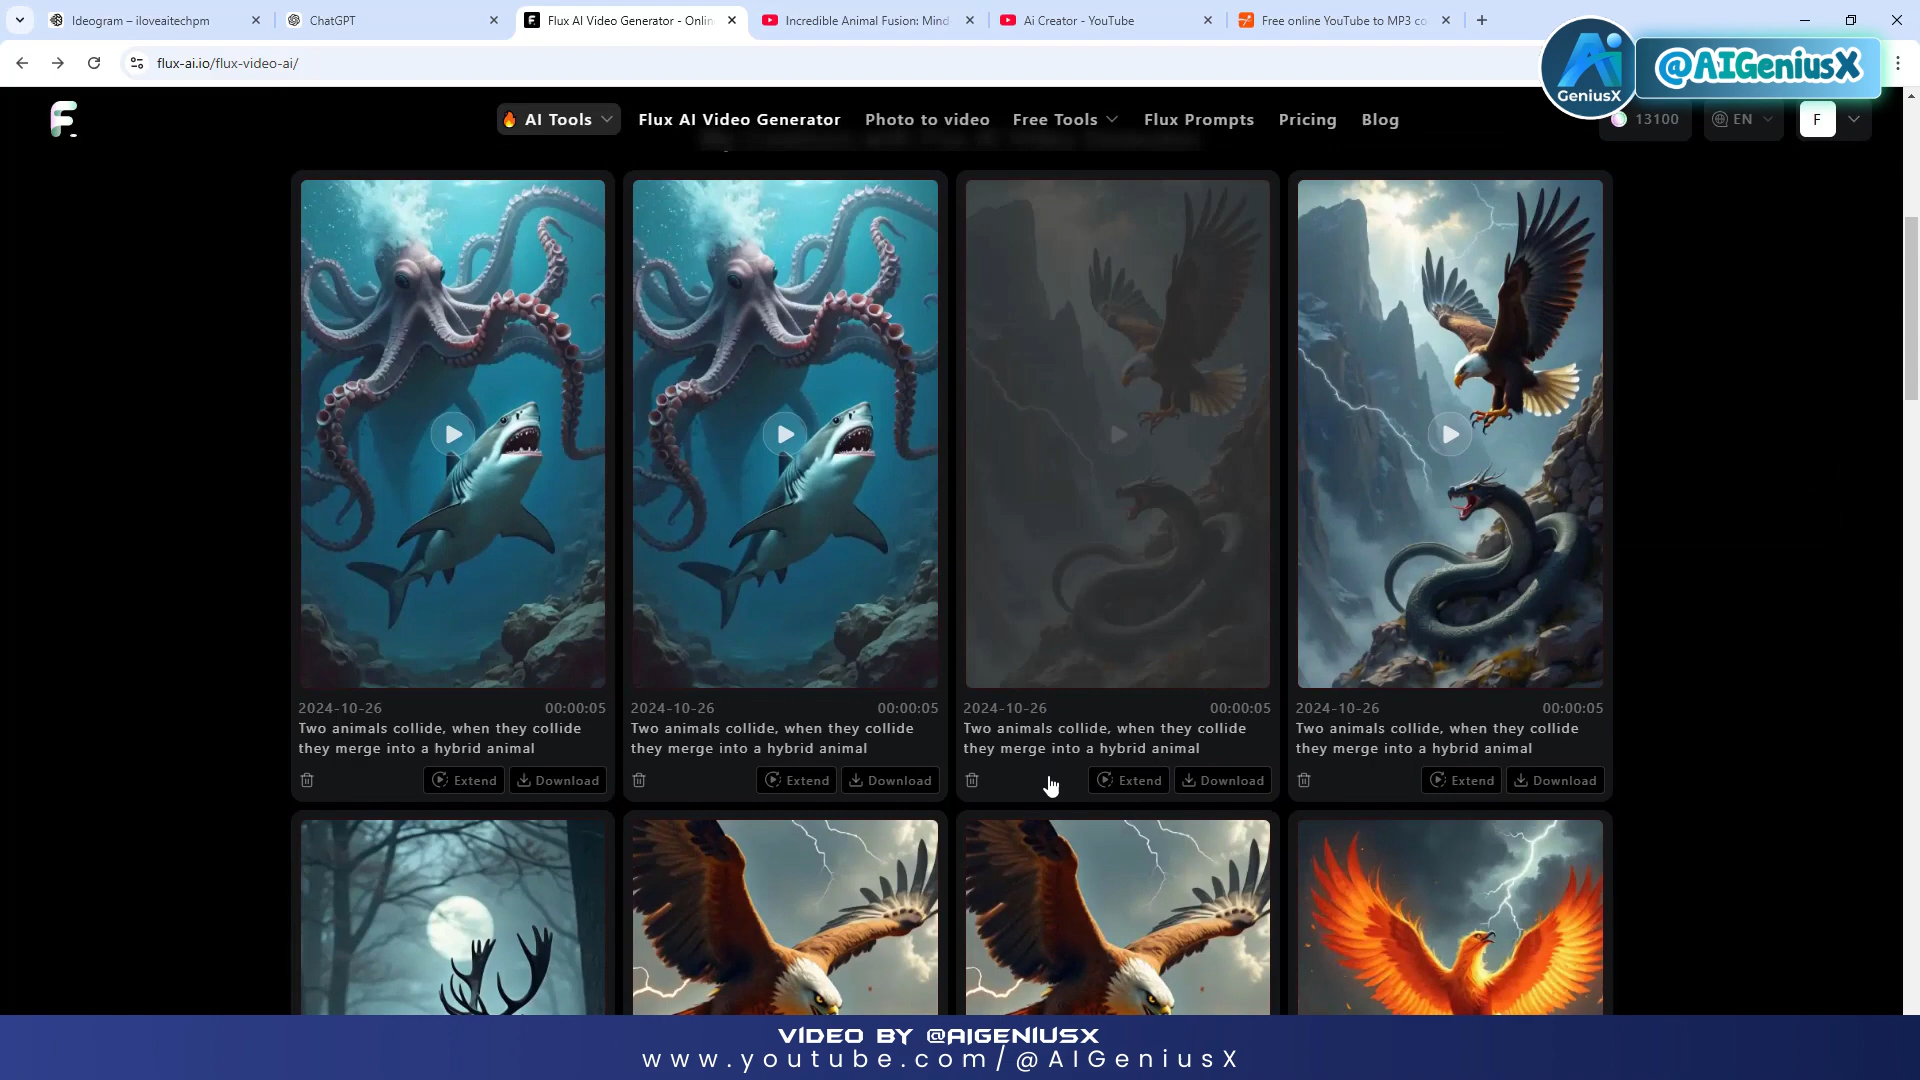 Ideogram – iloveaitechpm
ChatGPT
Flux AI Video Generator - Onlin
Incredible Animal Fusion: Mind
Ai Creator - YouTube
Free online YouTube to MP3 co
flux-ai.io/flux-video-ai/
Ai
GeniusX
@AIGeniusX
F
AI Tools
Flux AI Video Generator
Photo to video
Free Tools
Flux Prompts
Pricing
Blog
13100
EN
F
2024-10-26 00:00:05
Two animals collide, when they collide
they merge into a hybrid animal
Extend Download
2024-10-26 00:00:05
Two animals collide, when they collide
they merge into a hybrid animal
Extend Download
2024-10-26 00:00:05
Two animals collide, when they collide
they merge into a hybrid animal
Extend Download
2024-10-26 00:00:05
Two animals collide, when they collide
they merge into a hybrid animal
Extend Download
VIDEO BY @AIGENIUSX
www.youtube.com/@AIGeniusX